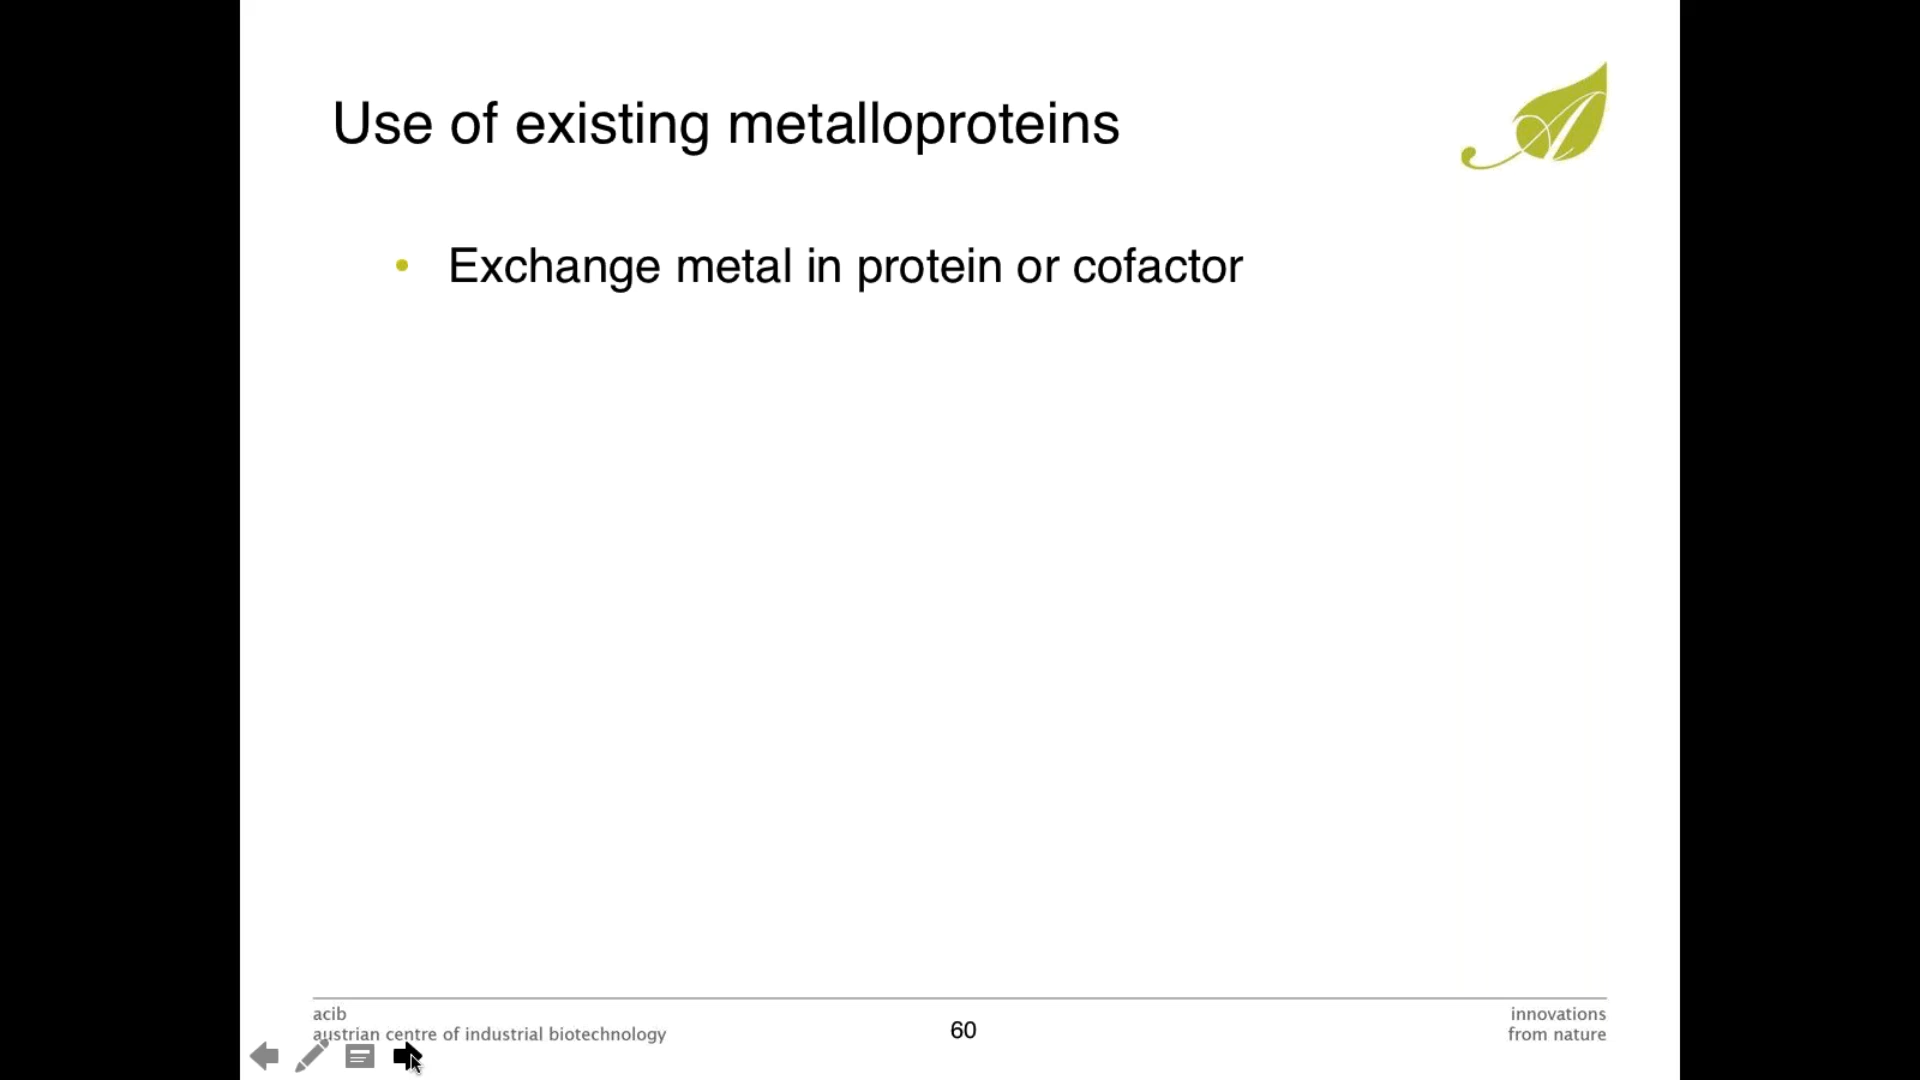 Use of existing metalloproteins
• Exchange metal in protein or cofactor
acib
austrian centre of industrial biotechnology
60
innovations
from nature